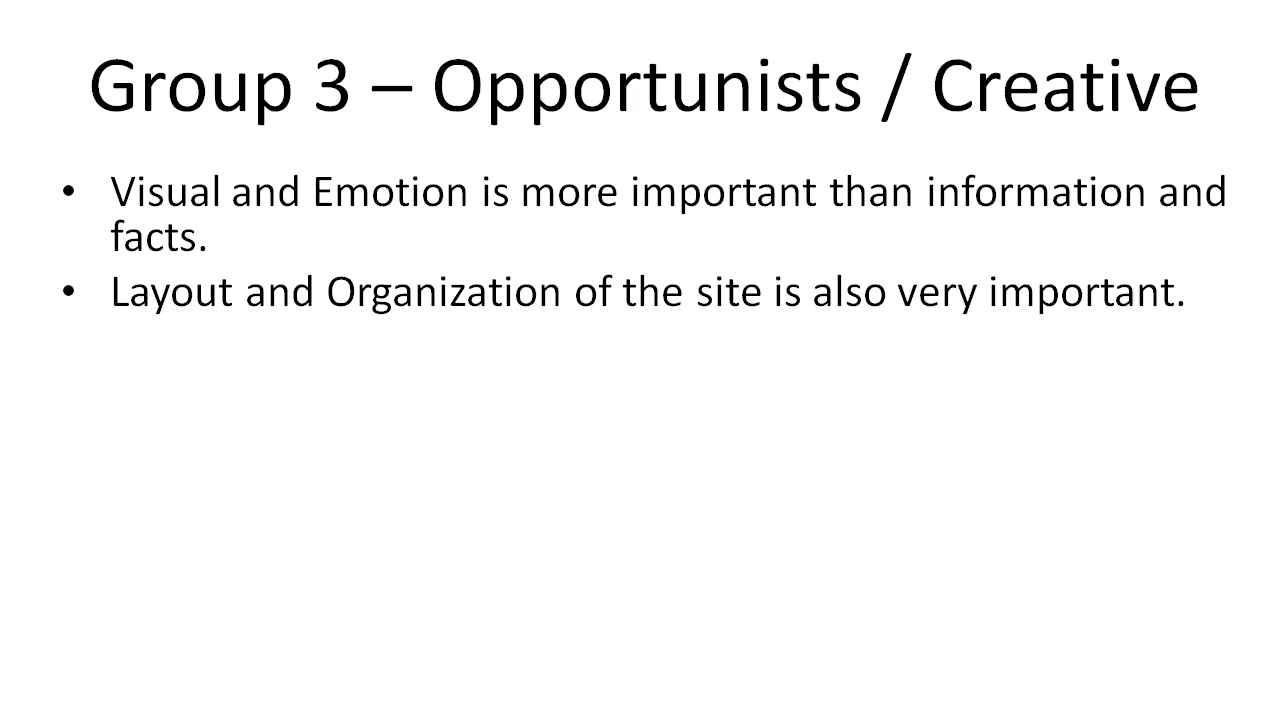 Group 3 – Opportunists / Creative
• Visual and Emotion is more important than information and
facts.
• Layout and Organization of the site is also very important.